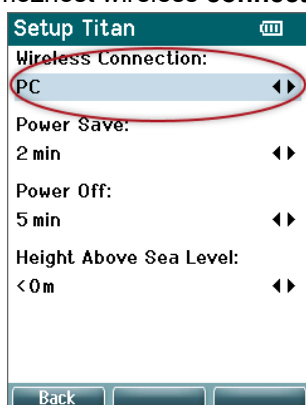 Setup Titan
Wireless Connection:
PC
Power Save:
2 min
Power Off:
5 min
Height Above Sea Level:
<0m
Back